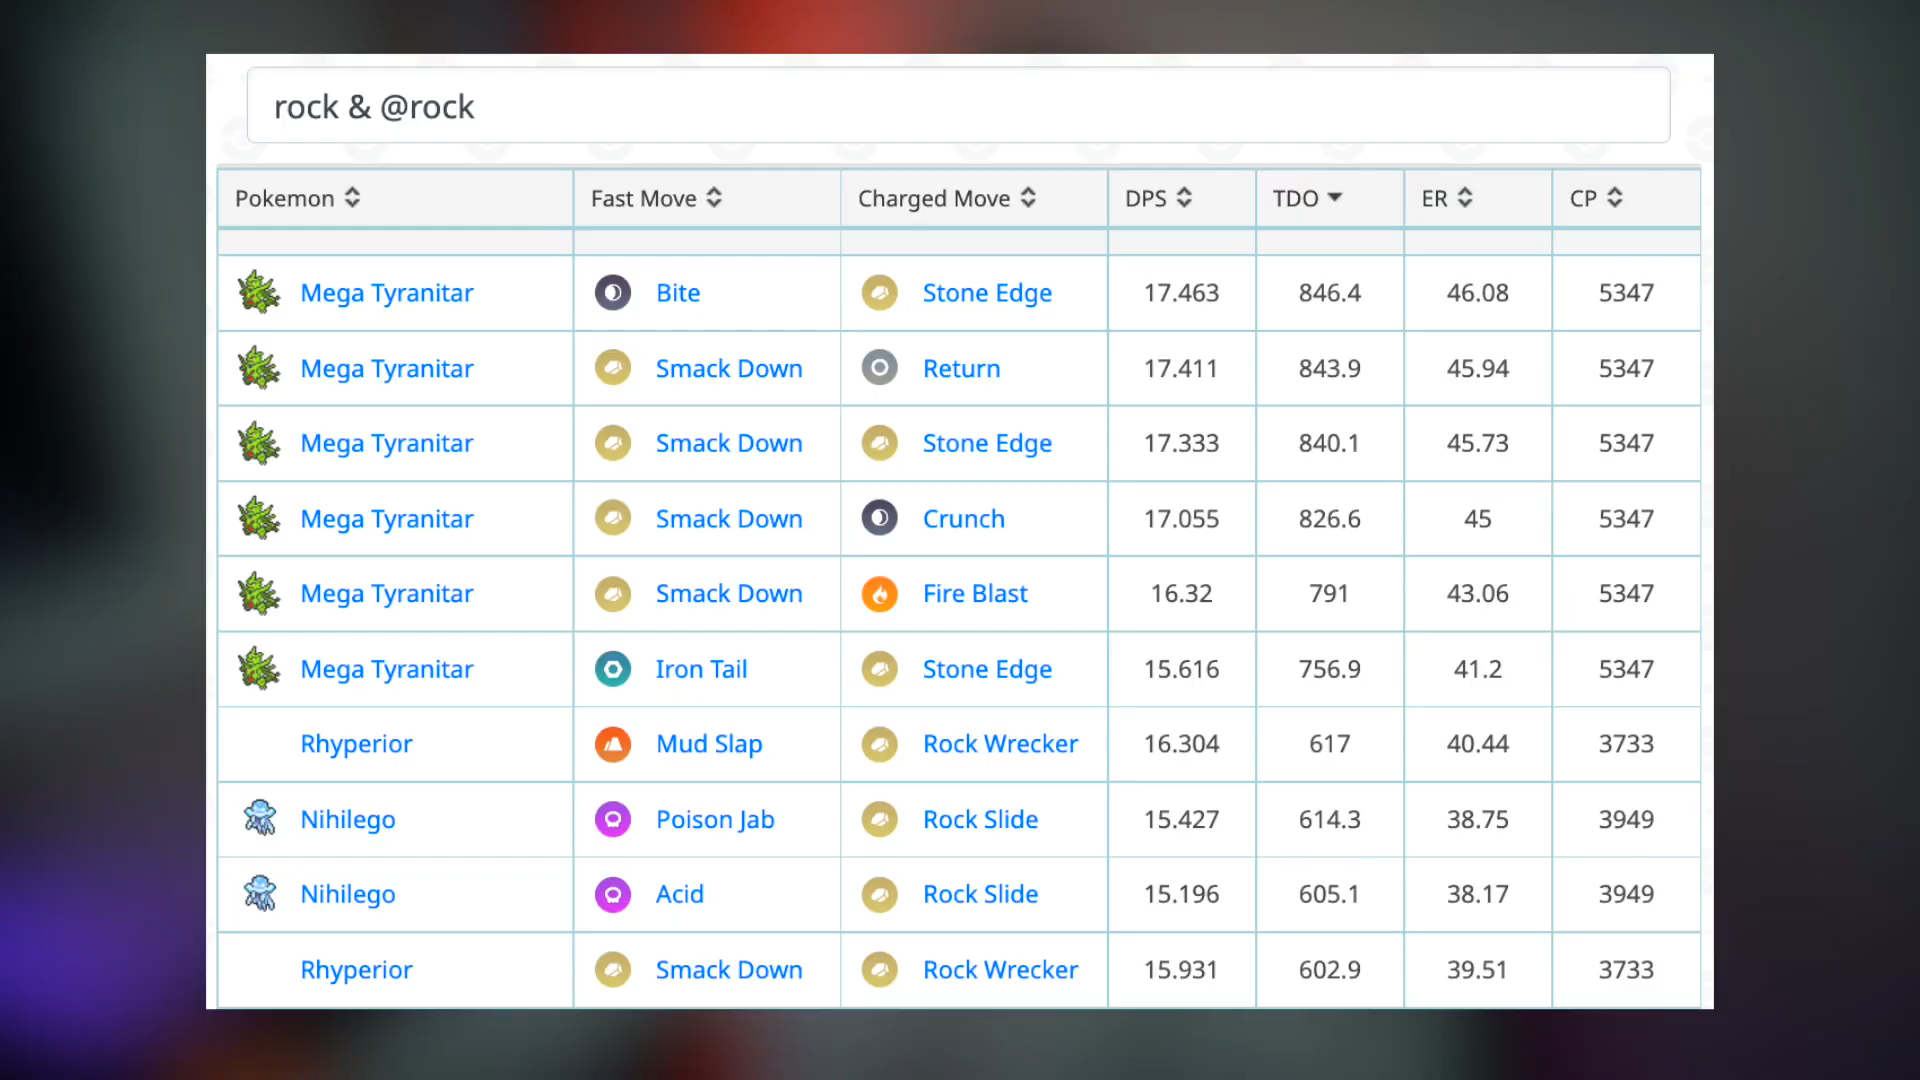 rock & @rock
Pokemon Fast Move Charged Move DPS TDO ER CP
Mega Tyranitar Bite Stone Edge 17.463 846.4 46.08 5347
Mega Tyranitar Smack Down Return 17.411 843.9 45.94 5347
Mega Tyranitar Smack Down Stone Edge 17.333 840.1 45.73 5347
Mega Tyranitar Smack Down Crunch 17.055 826.6 45 5347
Mega Tyranitar Smack Down Fire Blast 16.32 791 43.06 5347
Mega Tyranitar Iron Tail Stone Edge 15.616 756.9 41.2 5347
Rhyperior Mud Slap Rock Wrecker 16.304 617 40.44 3733
Nihilego Poison Jab Rock Slide 15.427 614.3 38.75 3949
Nihilego Acid Rock Slide 15.196 605.1 38.17 3949
Rhyperior Smack Down Rock Wrecker 15.931 602.9 39.51 3733